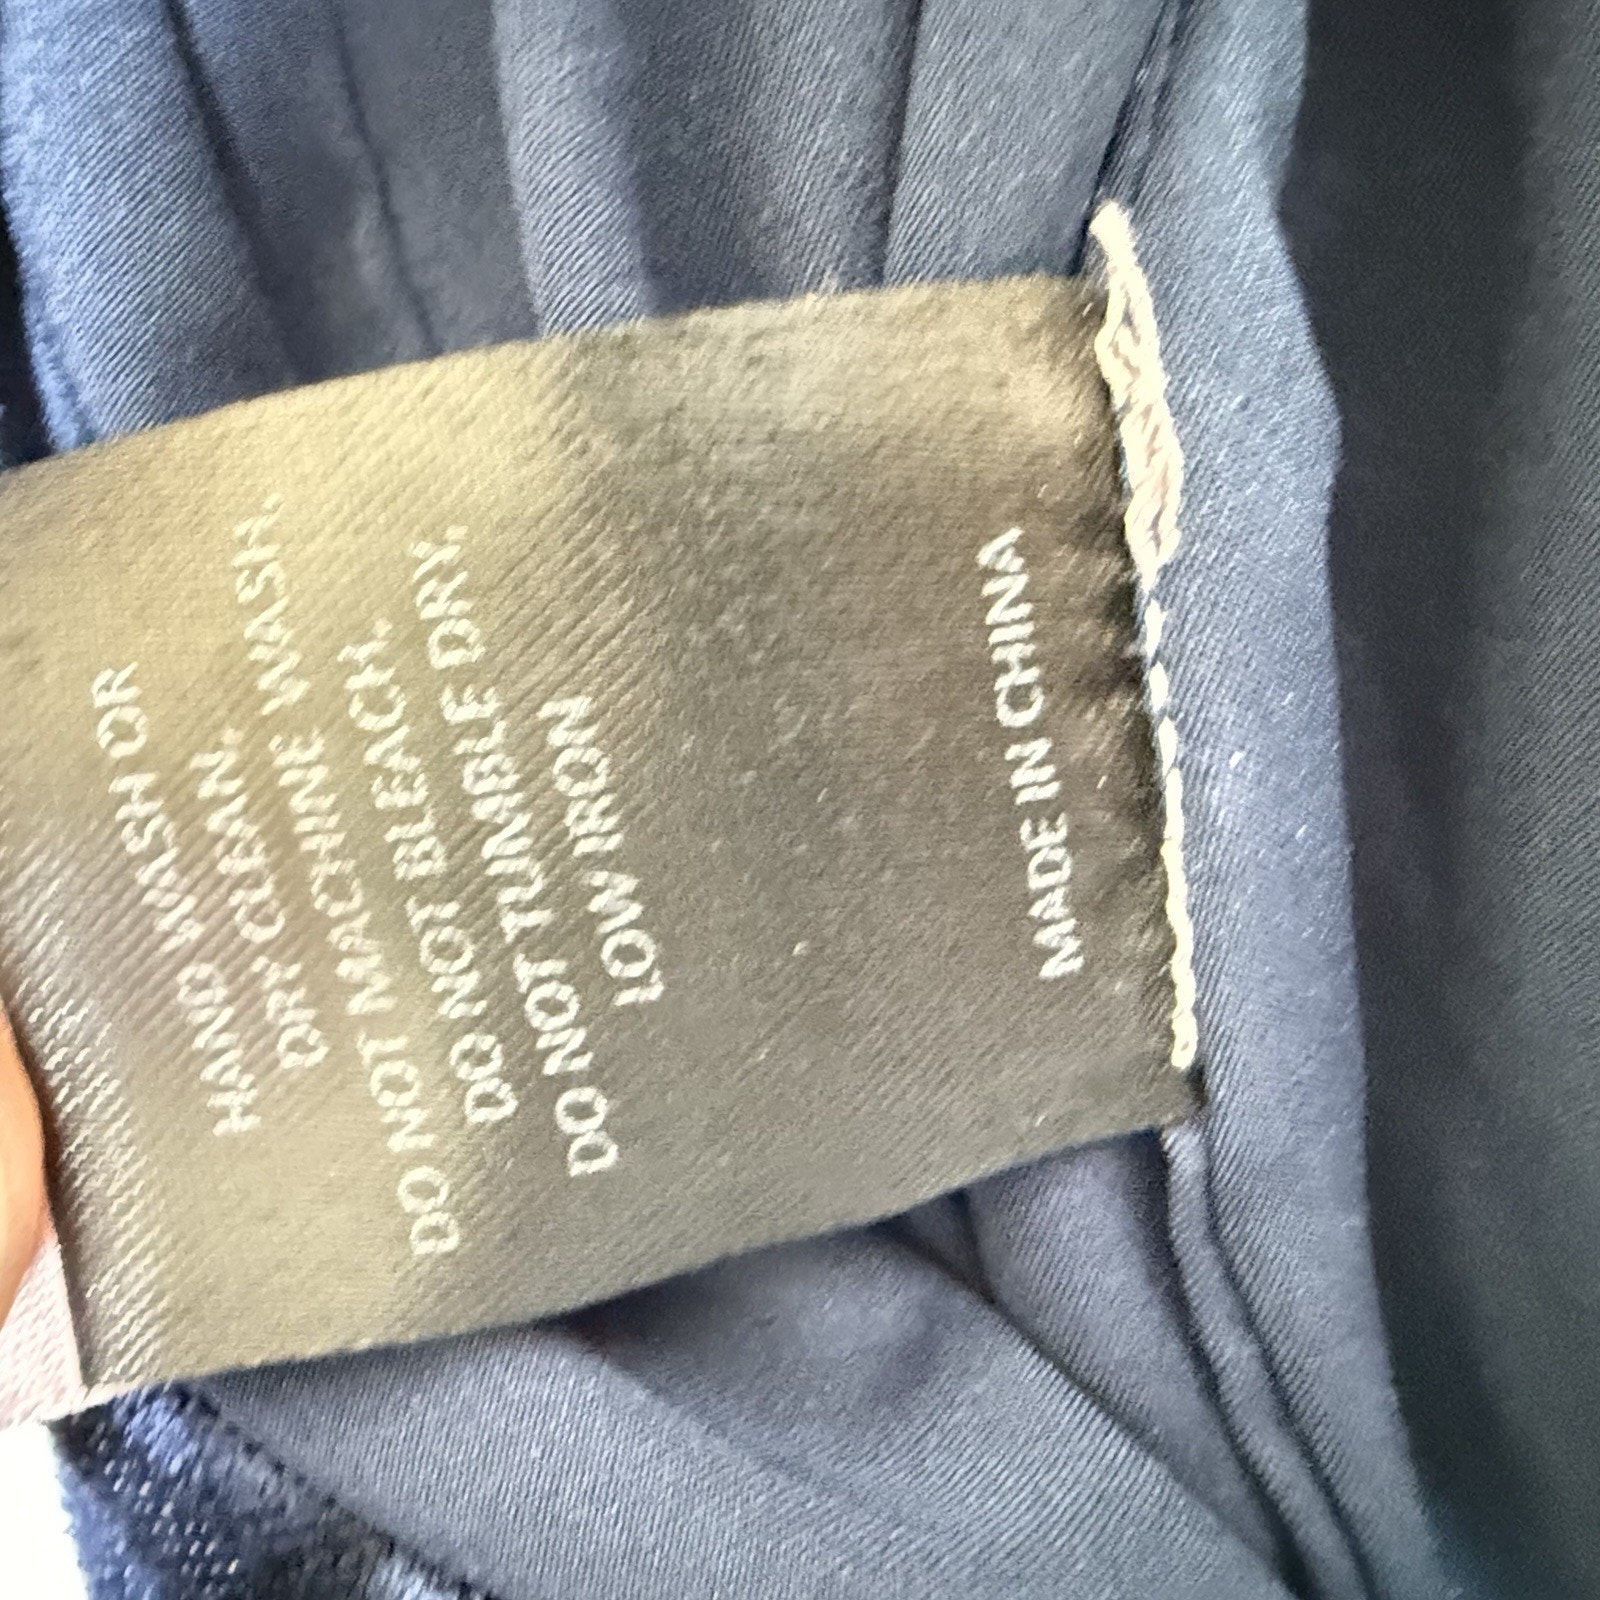 HAND WASH OR
DRY CLEAN.
DO NOT MACHINE WASH.
DO NOT BLEACH.
DO NOT TUMBLE DRY.
LOW IRON
MADE IN CHINA